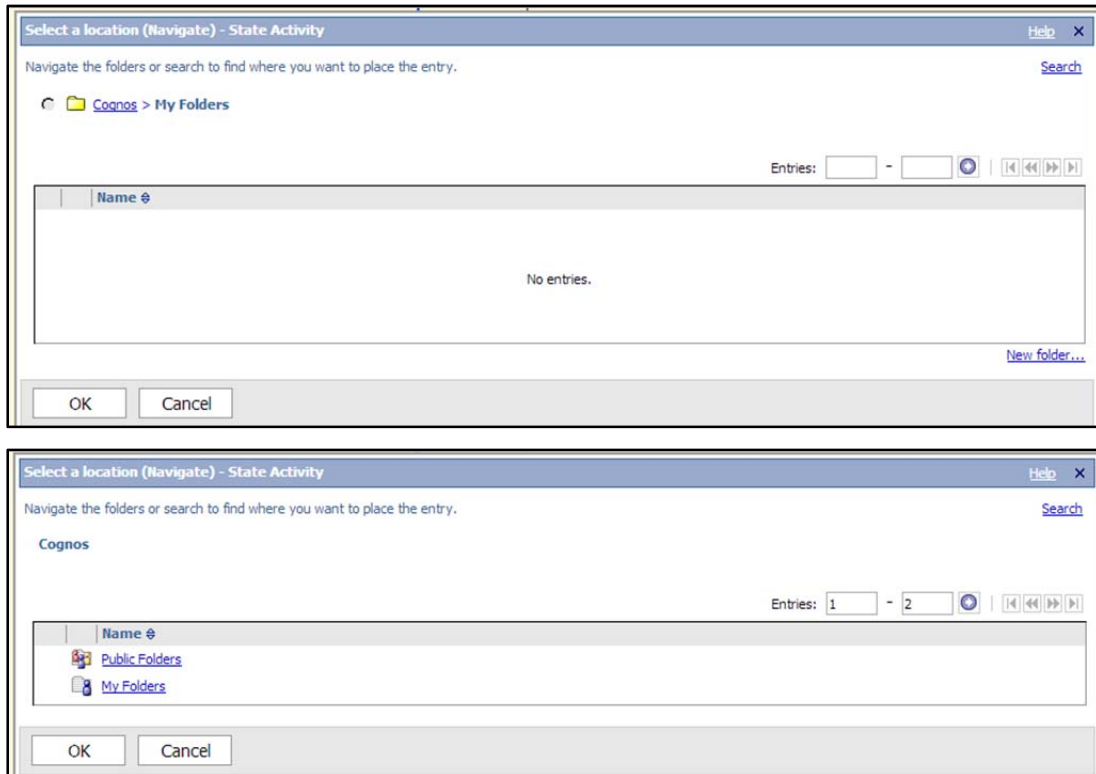 Select a location (Navigate) - State Activity Help X
Navigate the folders or search to find where you want to place the entry. Search
Cognos > My Folders
Entries: -
Name
No entries.
New folder...
OK Cancel
Select a location (Navigate) - State Activity Help X
Navigate the folders or search to find where you want to place the entry. Search
Cognos
Entries: 1 - 2
Name
Public Folders
My Folders
OK Cancel